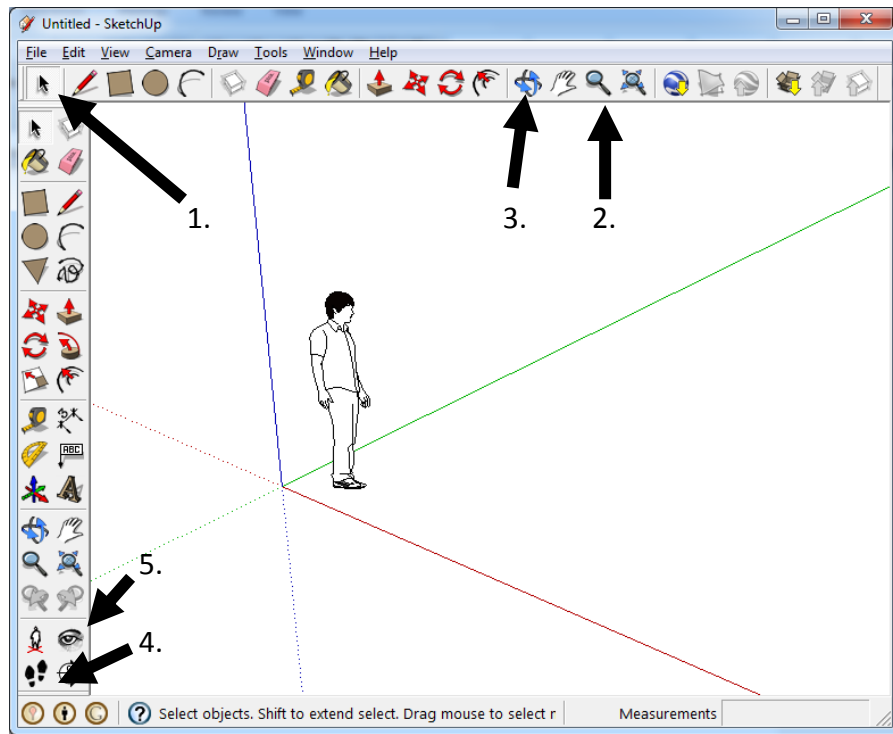 Untitled - SketchUp
File Edit View Camera Draw Tools Window Help
1.
3.
2.
ABC
5.
4.
Select objects. Shift to extend select. Drag mouse to select r
Measurements